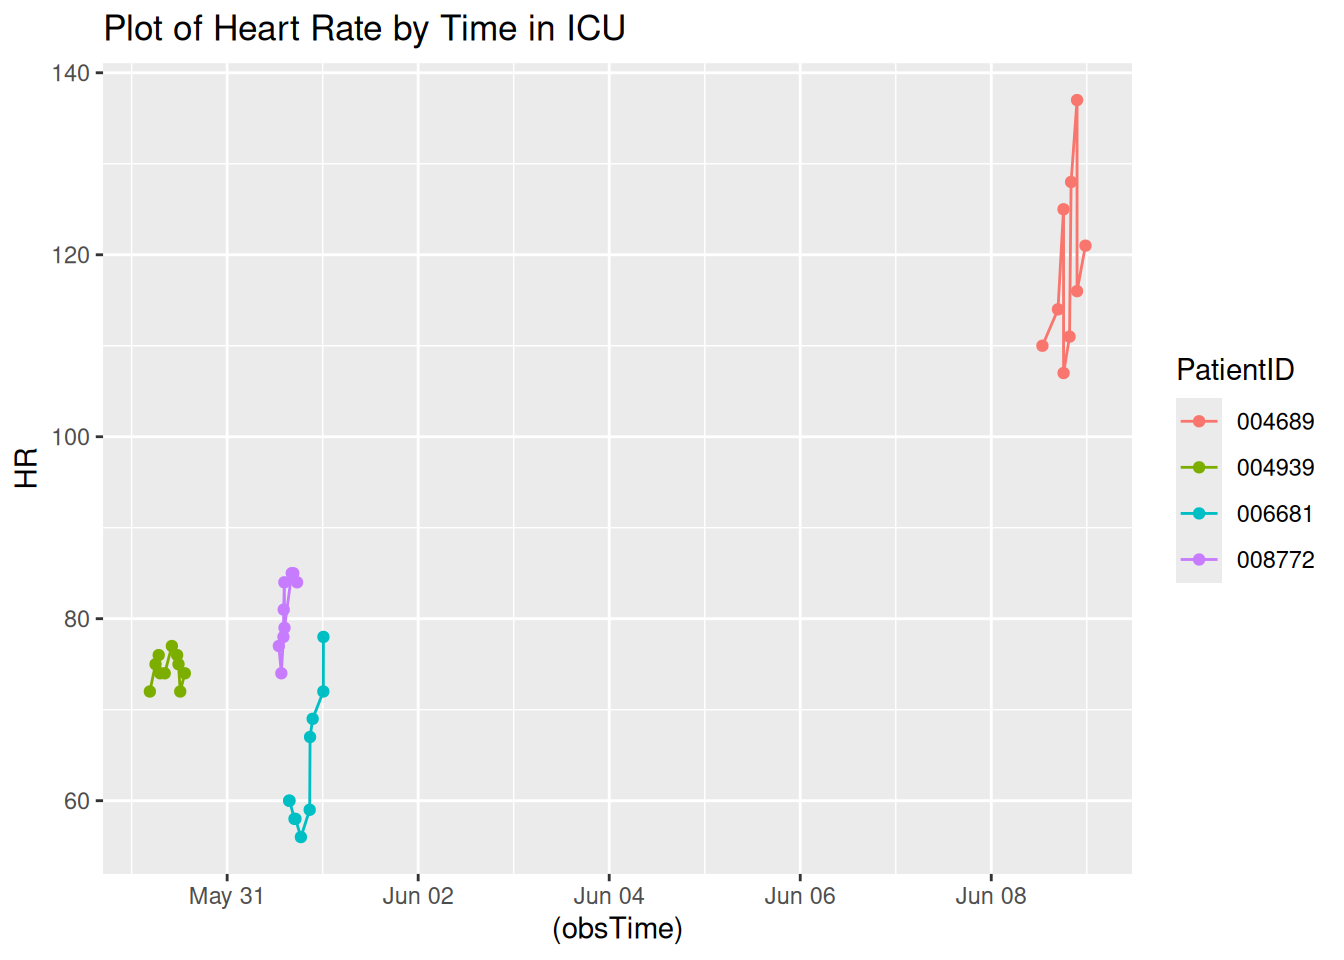 Plot of Heart Rate by Time in ICU
140
120
100
80
60
HR
May 31
Jun 02
Jun 04
Jun 06
Jun 08
(obsTime)
PatientID
004689
004939
006681
008772